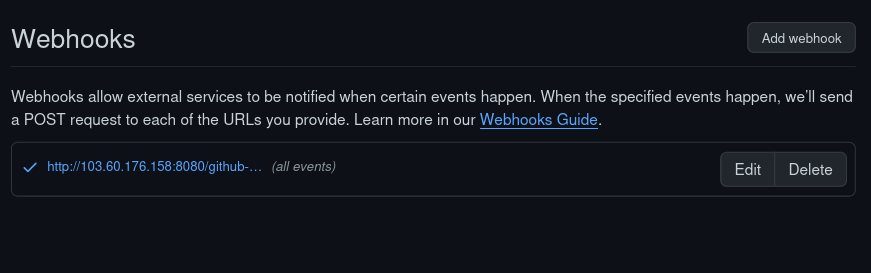 Webhooks
Add webhook
Webhooks allow external services to be notified when certain events happen. When the specified events happen, we'll send
a POST request to each of the URLs you provide. Learn more in our Webhooks Guide.
http://103.60.176.158:8080/github-... (all events)
Edit
Delete